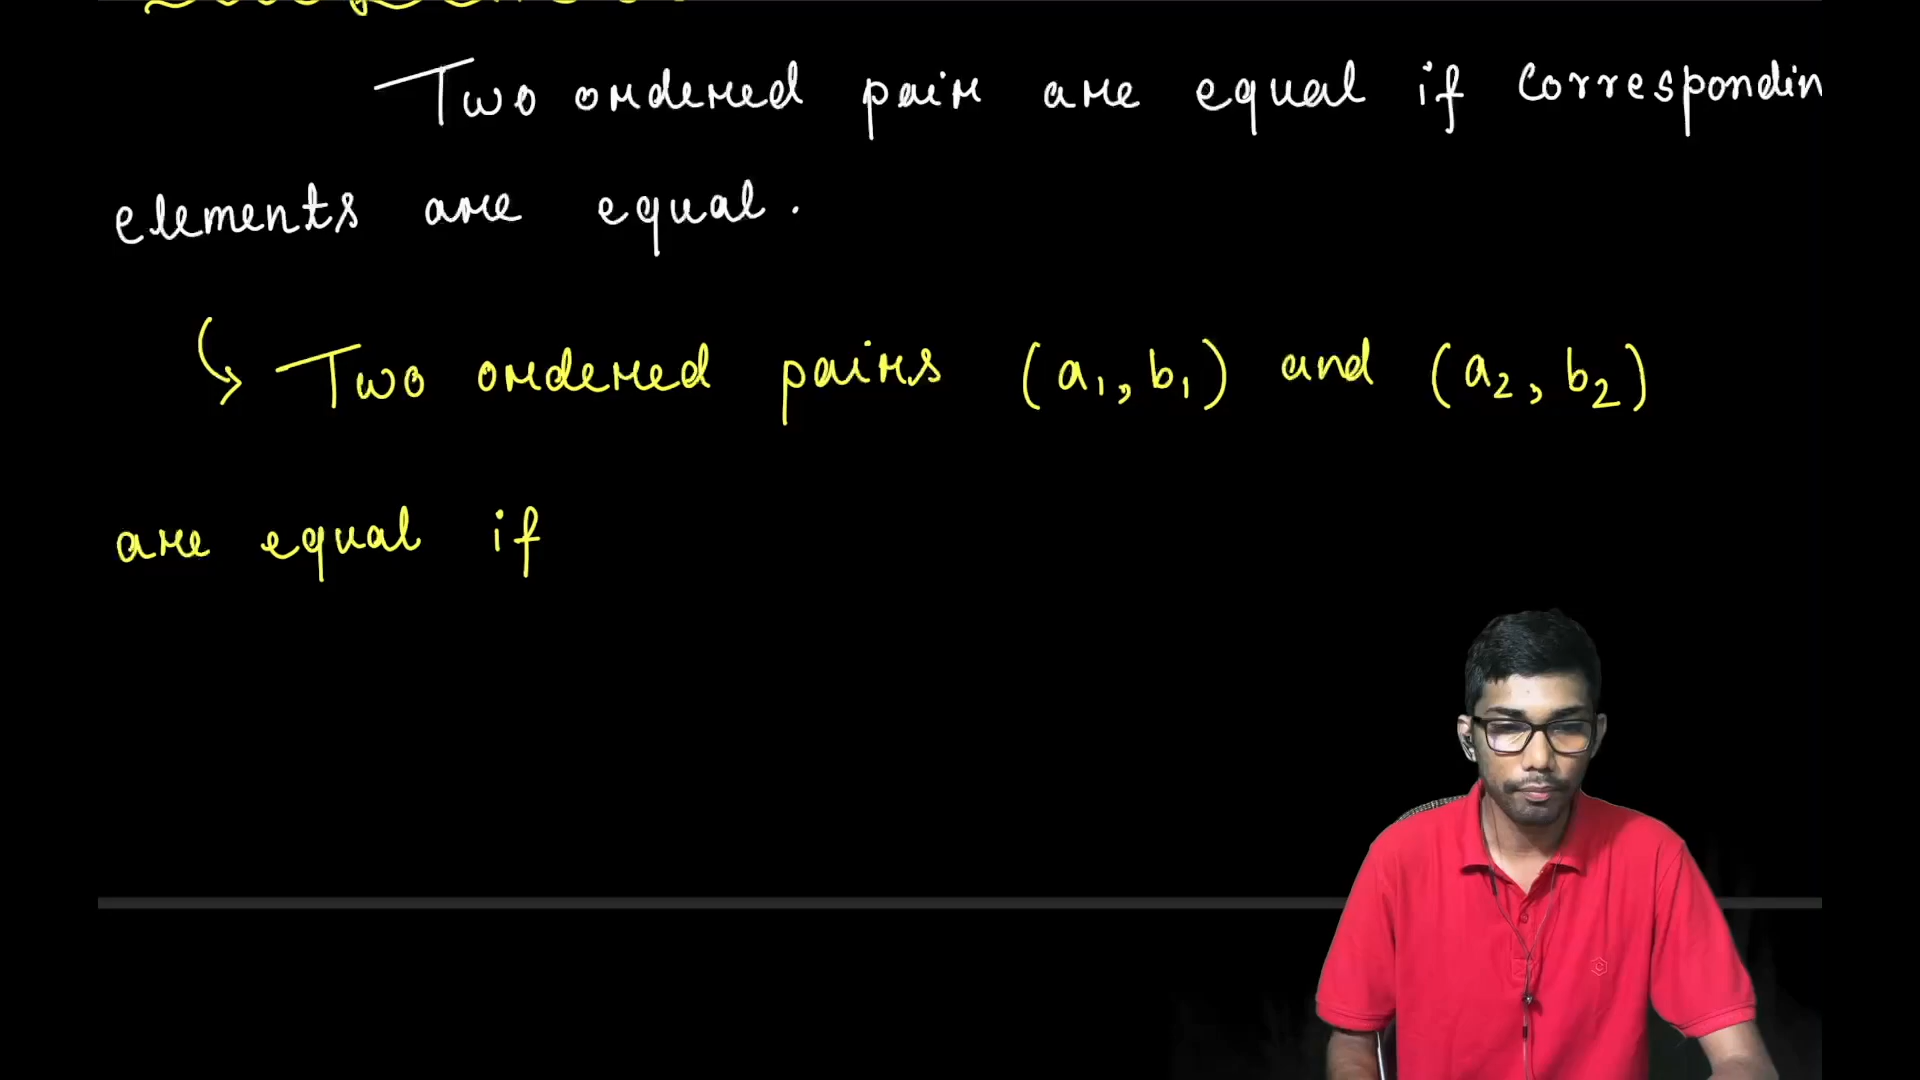 Two ordered pair are equal if correspondin
elements are equal.
Two ordered pairs (a₁, b₁) and (a₂, b₂)
are equal if